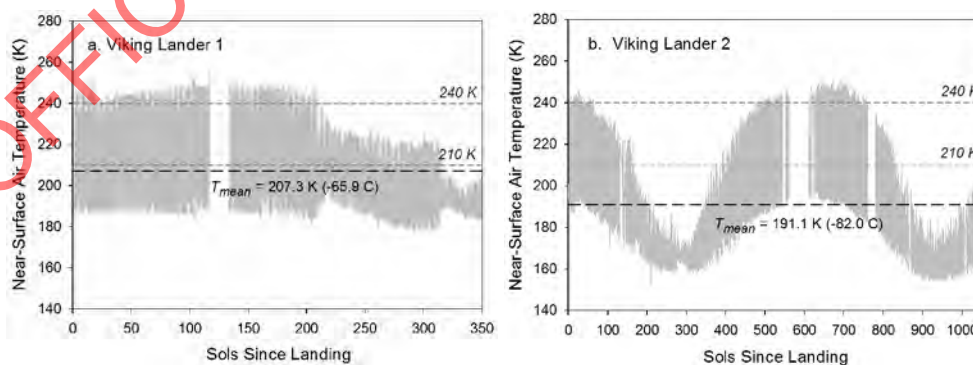 OFFIC
a. Viking Lander 1
Near-Surface Air Temperature (K)
280
260
240
220
200
180
160
140
240 K
210 K
Tmean = 207.3 K (-65.9 C)
0 50 100 150 200 250 300 350
Sols Since Landing
b. Viking Lander 2
Near-Surface Air Temperature (K)
280
260
240
220
200
180
160
140
240 K
210 K
Tmean = 191.1 K (-82.0 C)
0 100 200 300 400 500 600 700 800 900 1000
Sols Since Landing